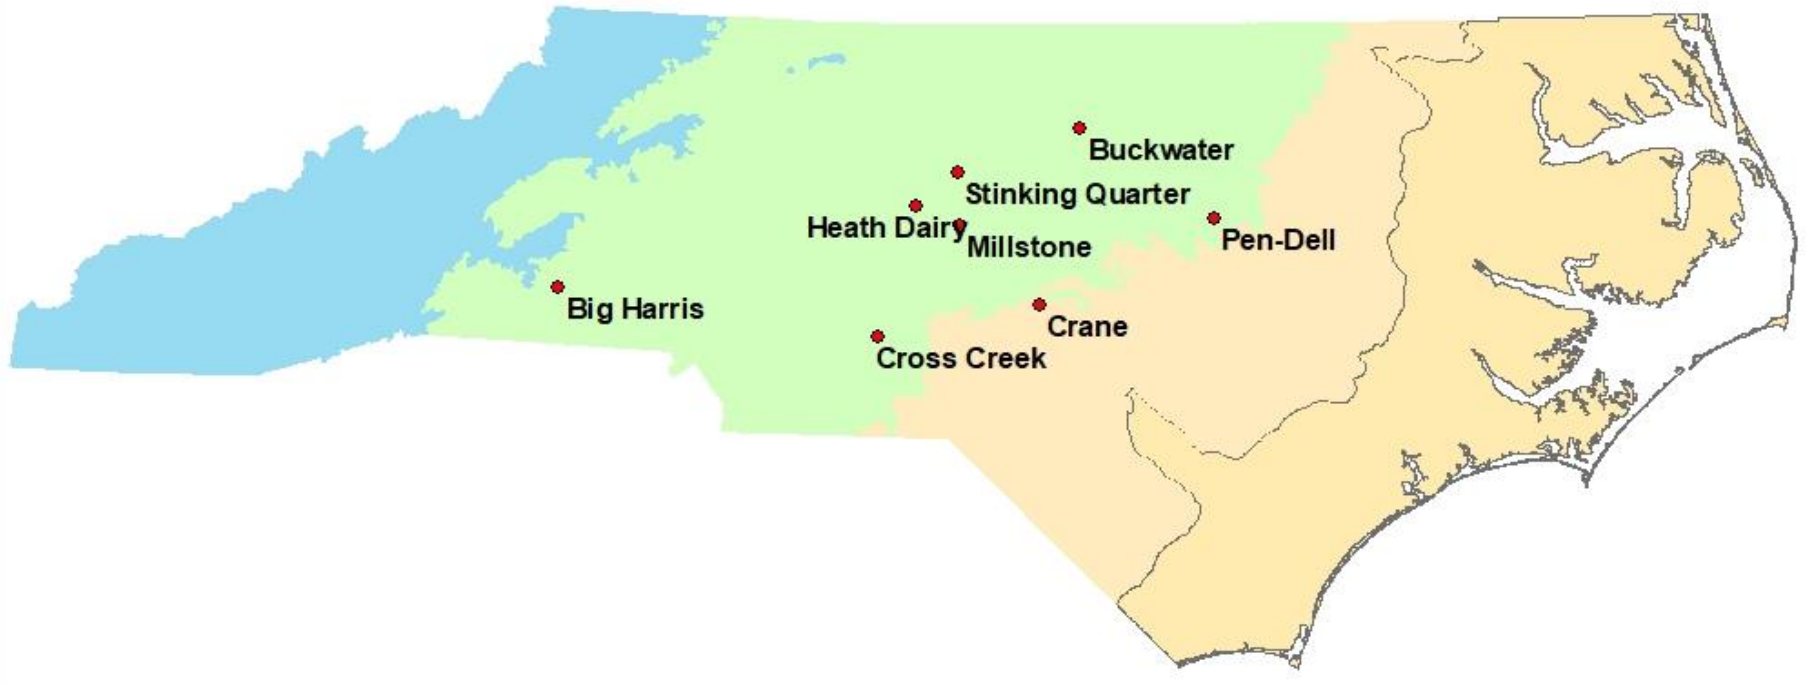 Buckwater
Stinking Quarter
Heath Dairy
Pen-Dell
Millstone
Big Harris
Crane
Cross Creek